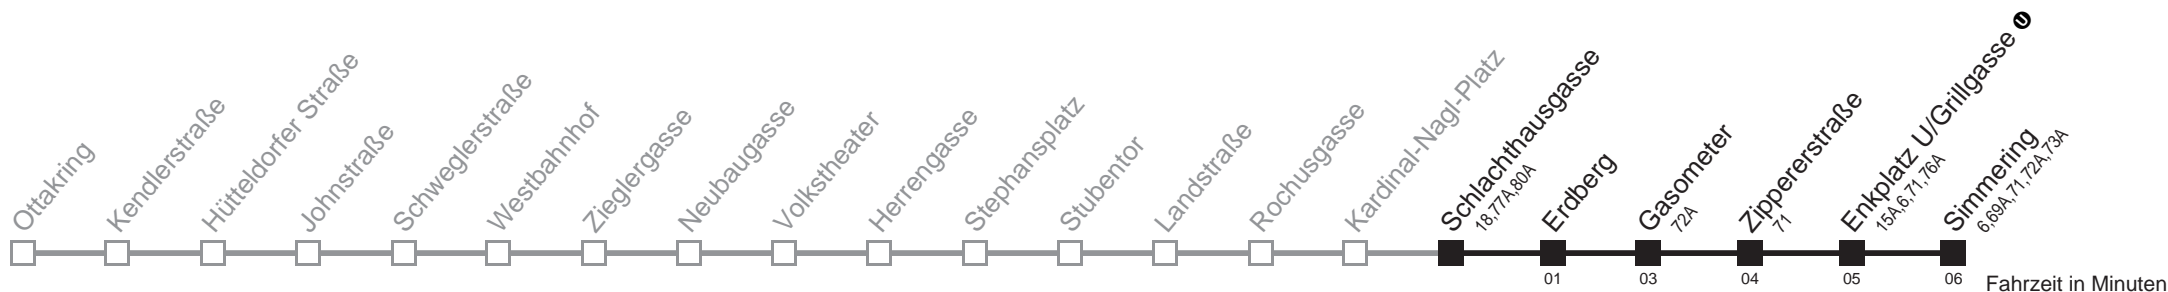 Ottakring
Kendlerstraße
Hütteldorfer Straße
Johnstraße
Schweglerstraße
Westbahnhof
Zieglergasse
Neubaugasse
Volkstheater
Herrengasse
Stephansplatz
Stubentor
Landstraße
Rochusgasse
Kardinal-Nagl-Platz
Schlachthausgasse
18,77A,80A
Erdberg
Gasometer
72A
Zippererstraße
71
Enkplatz U/Grillgasse U
15A,6,71,76A
Simmering
6,69A,71,72A,73A
01
03
04
05
06
Fahrzeit in Minuten